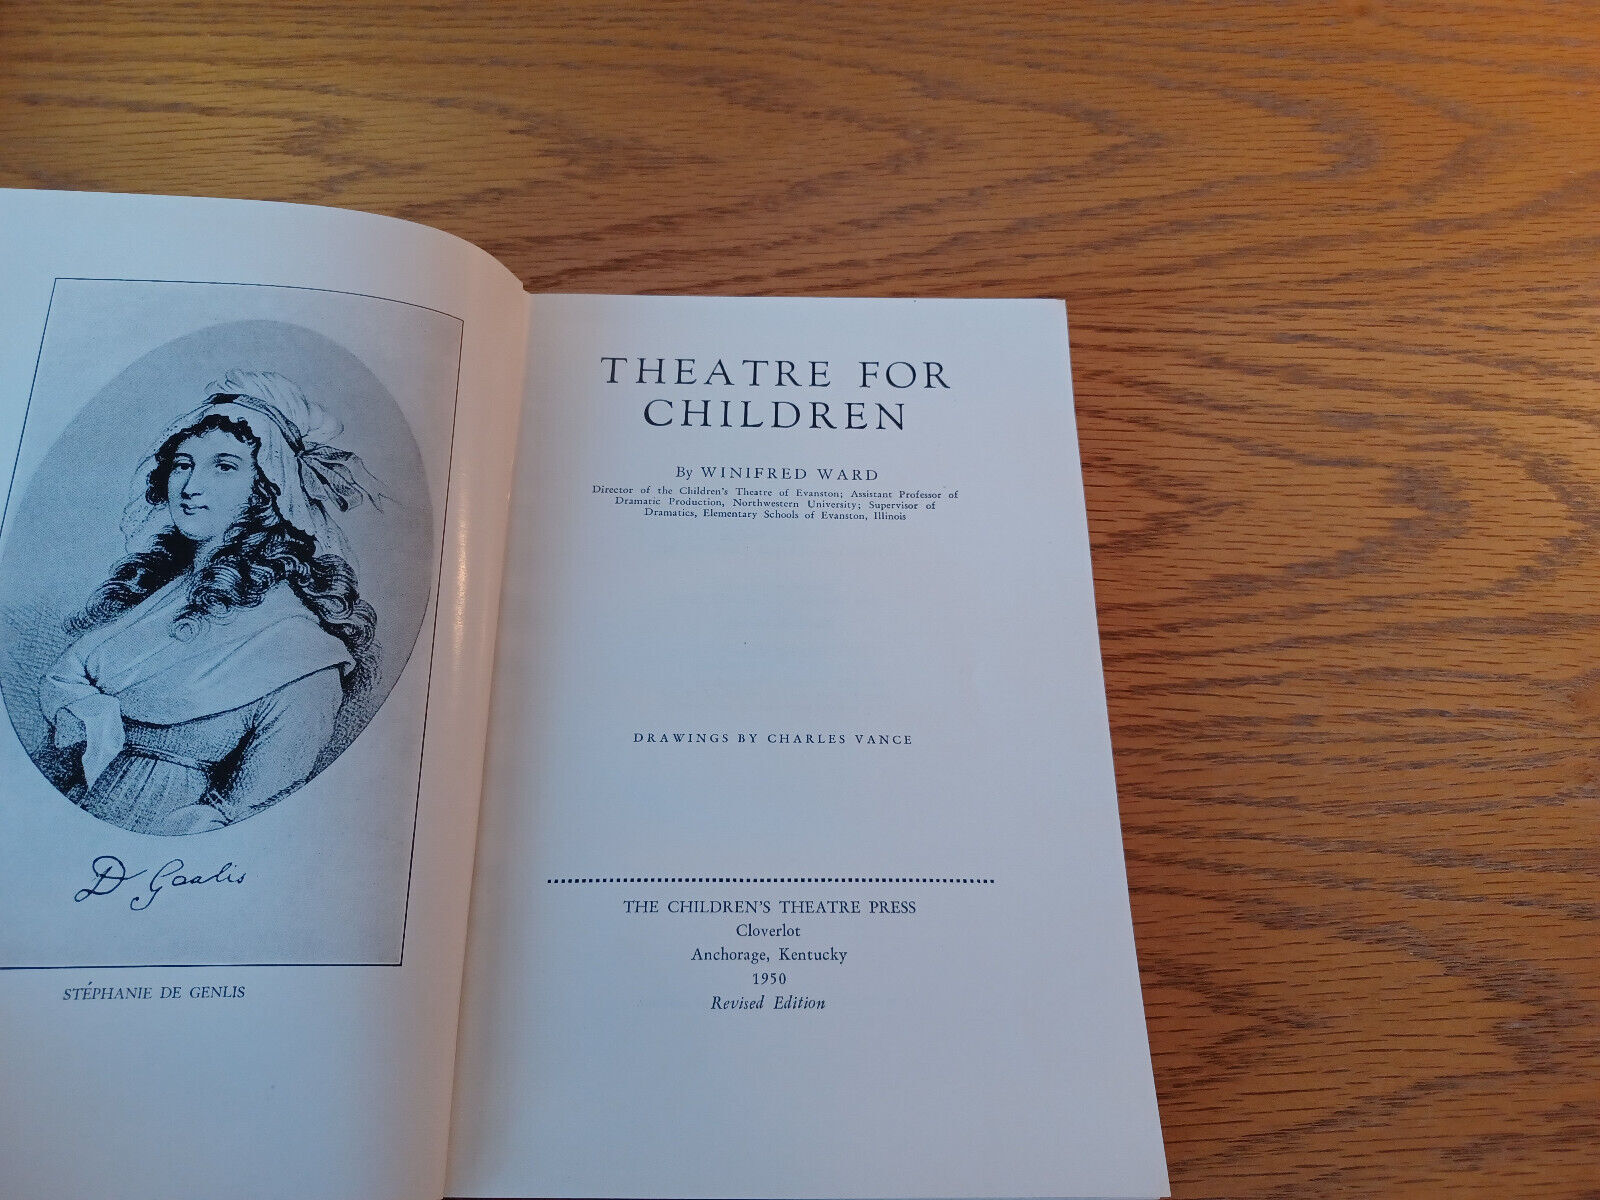 D Genlis
STÉPHANIE DE GENLIS
THEATRE FOR
CHILDREN
By WINIFRED WARD
Director of the Children's Theatre of Evanston; Assistant Professor of
Dramatic Production, Northwestern University; Supervisor of
Dramatics, Elementary Schools of Evanston, Illinois
DRAWINGS BY CHARLES VANCE
THE CHILDREN'S THEATRE PRESS
Cloverlot
Anchorage, Kentucky
1950
Revised Edition